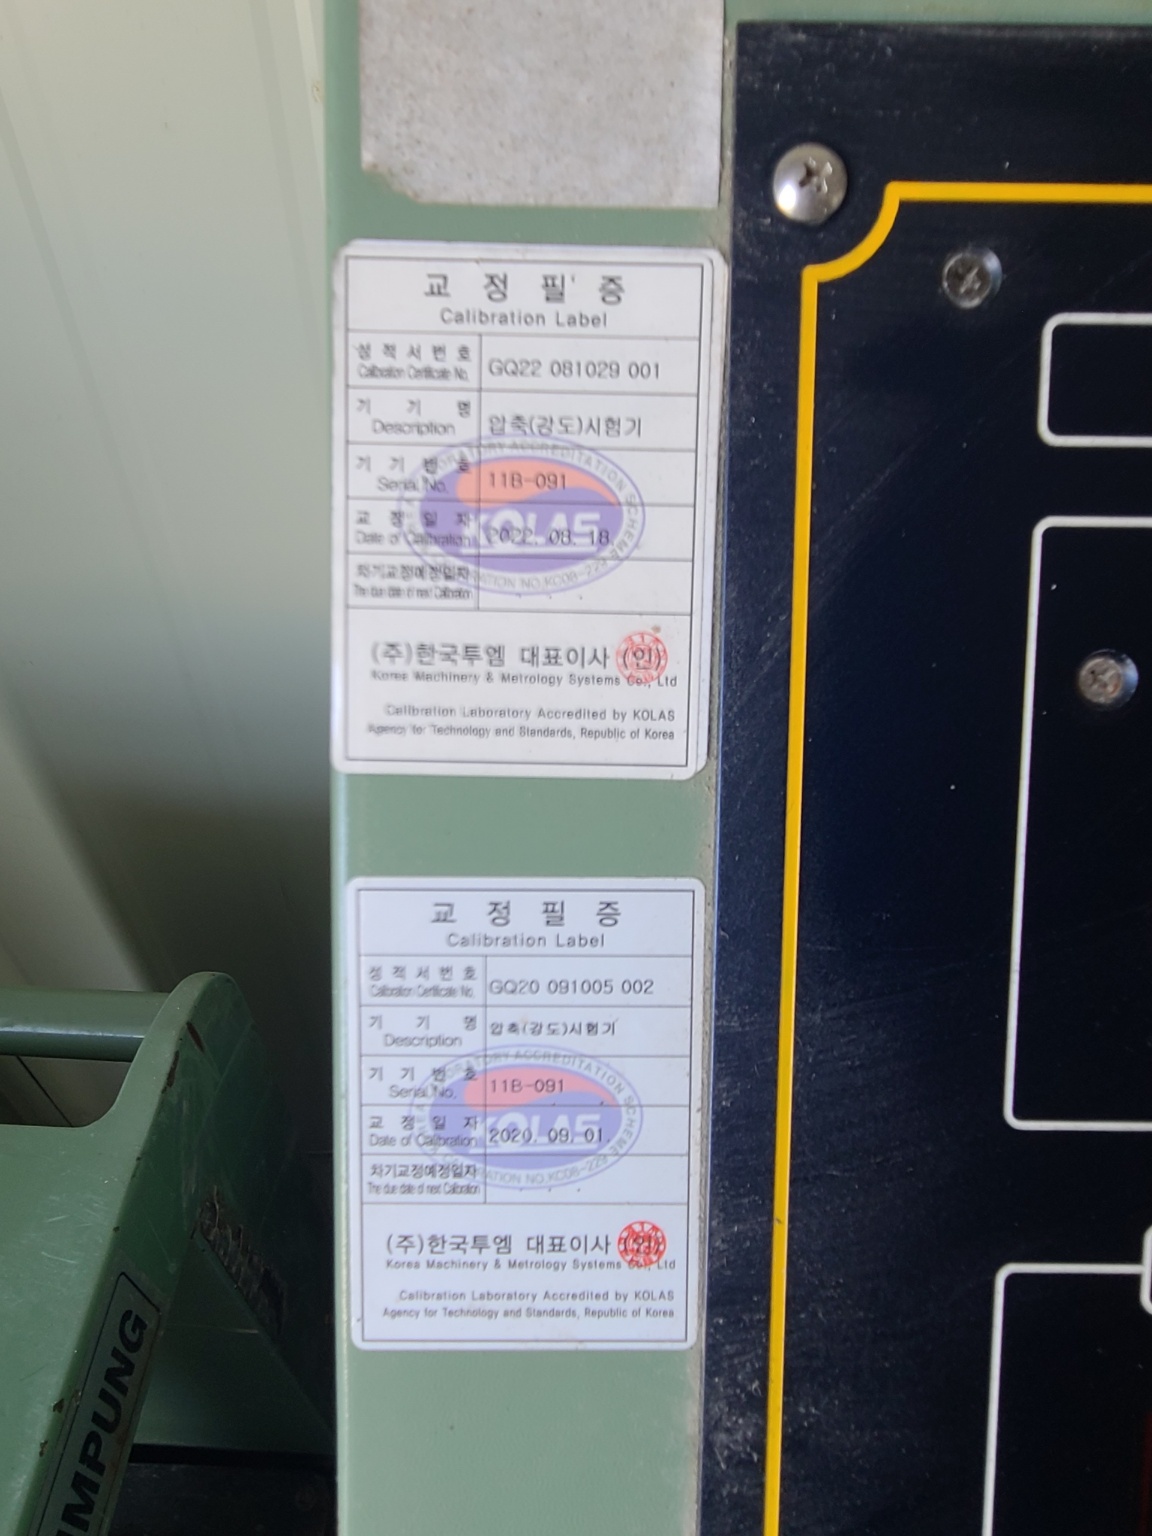 교 정 필 증
Calibration Label
성 적 서 번 호 GQ22 081029 001
Calibration Certificate No.
기 기 명 압축(강도)시험기
Description
기 기 번 호 11B-091
Serial No.
교 정 일 자 2022. 08. 18.
Date of Calibration
차기교정예정일자
The due date of next Calibration
KOLAS
(주)한국투엠 대표이사 (인)
Korea Machinery & Metrology Systems Co., Ltd
Calibration Laboratory Accredited by KOLAS
Agency for Technology and Standards, Republic of Korea
교 정 필 증
Calibration Label
성 적 서 번 호 GQ20 091005 002
Calibration Certificate No.
기 기 명 압축(강도)시험기
Description
기 기 번 호 11B-091
Serial No.
교 정 일 자 2020. 09. 01.
Date of Calibration
차기교정예정일자
The due date of next Calibration
KOLAS
(주)한국투엠 대표이사 (인)
Korea Machinery & Metrology Systems Co., Ltd
Calibration Laboratory Accredited by KOLAS
Agency for Technology and Standards, Republic of Korea
IMPUNG